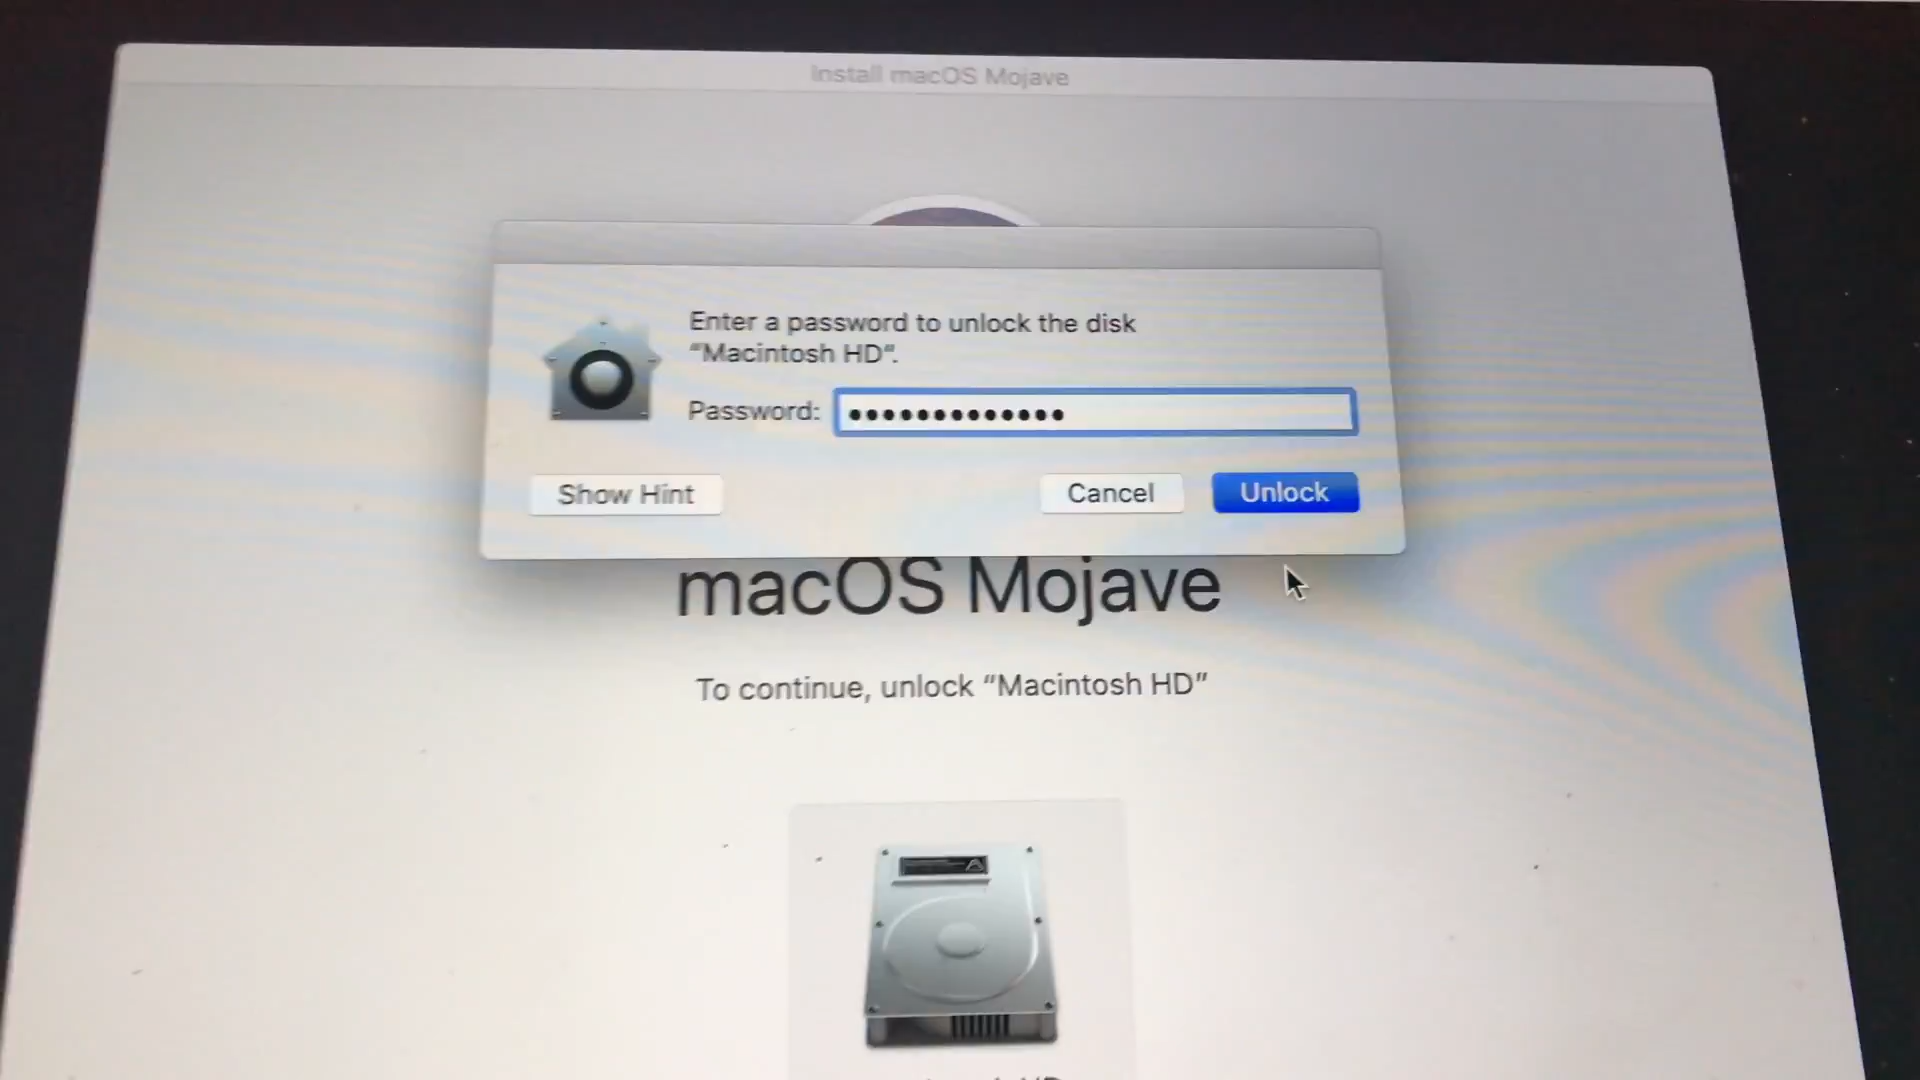 Install macOS Mojave
Enter a password to unlock the disk
“Macintosh HD”.
Password: •••••••••••••
Show Hint
Cancel
Unlock
macOS Mojave
To continue, unlock “Macintosh HD”